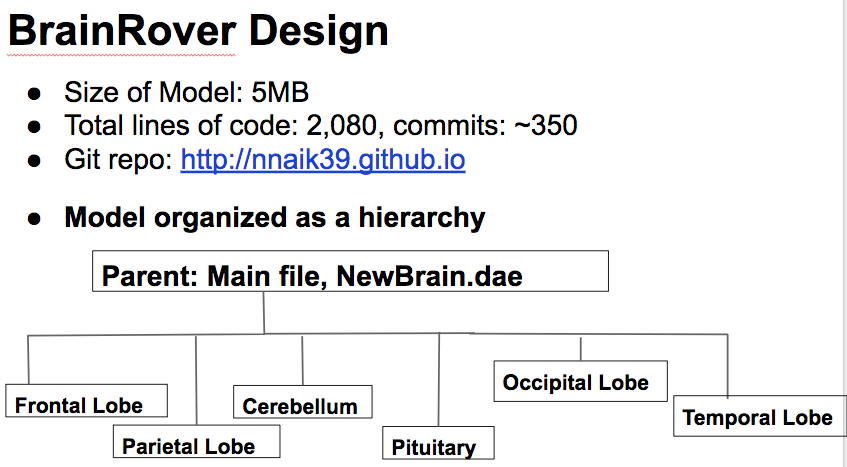 BrainRover Design
● Size of Model: 5MB
● Total lines of code: 2,080, commits: ~350
● Git repo: http://nnaik39.github.io
● Model organized as a hierarchy
Parent: Main file, NewBrain.dae
Frontal Lobe
Parietal Lobe
Cerebellum
Pituitary
Occipital Lobe
Temporal Lobe